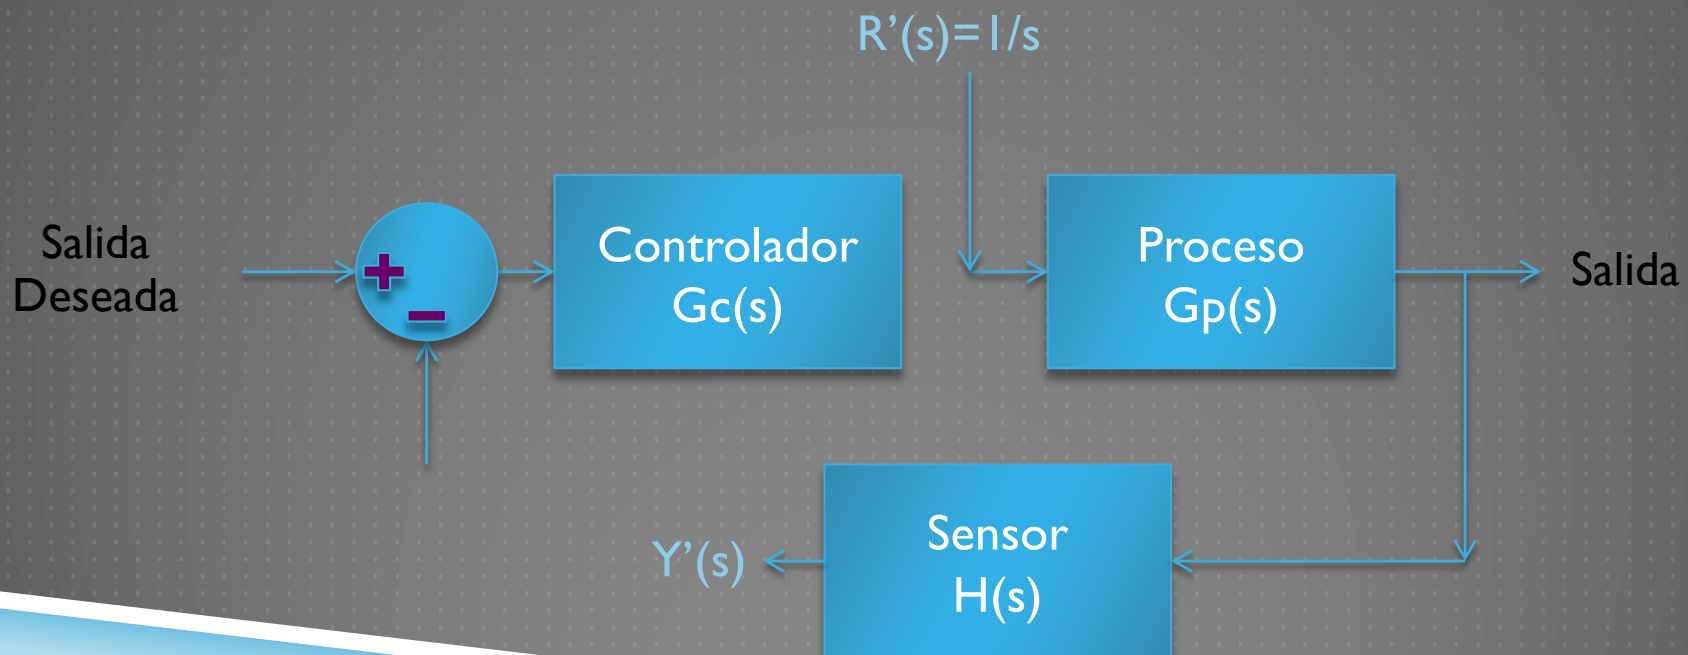 R’(s)=1/s
Salida
Deseada
+
−
Controlador
Gc(s)
Proceso
Gp(s)
Salida
Sensor
H(s)
Y’(s)